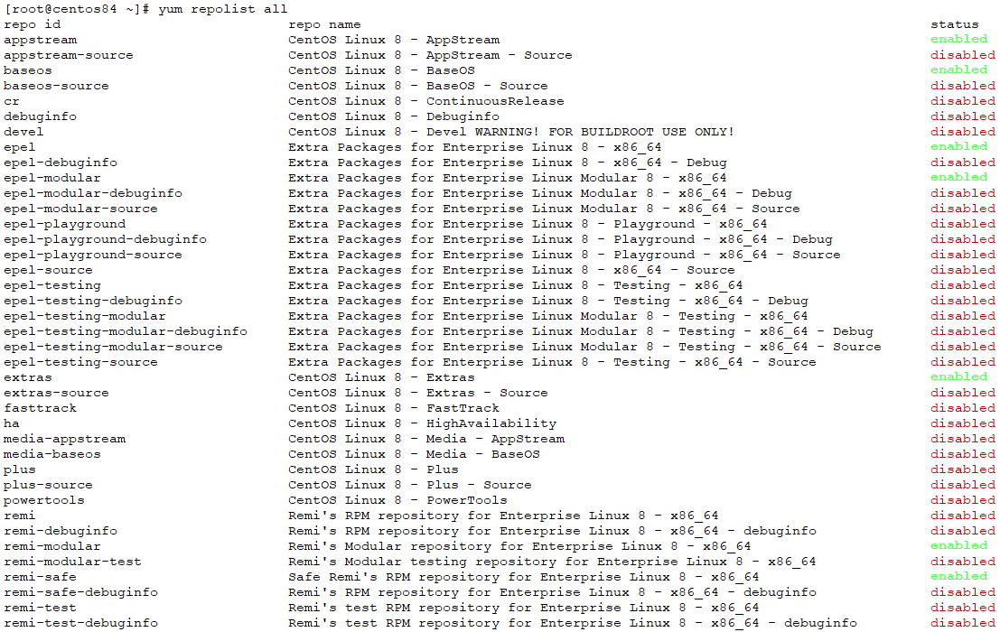 [root@centos84 ~]# yum repolist all
repo id repo name status
appstream CentOS Linux 8 - AppStream enabled
appstream-source CentOS Linux 8 - AppStream - Source disabled
baseos CentOS Linux 8 - BaseOS enabled
baseos-source CentOS Linux 8 - BaseOS - Source disabled
cr CentOS Linux 8 - ContinuousRelease disabled
debuginfo CentOS Linux 8 - Debuginfo disabled
devel CentOS Linux 8 - Devel WARNING! FOR BUILDROOT USE ONLY! disabled
epel Extra Packages for Enterprise Linux 8 - x86_64 enabled
epel-debuginfo Extra Packages for Enterprise Linux 8 - x86_64 - Debug disabled
epel-modular Extra Packages for Enterprise Linux Modular 8 - x86_64 enabled
epel-modular-debuginfo Extra Packages for Enterprise Linux Modular 8 - x86_64 - Debug disabled
epel-modular-source Extra Packages for Enterprise Linux Modular 8 - x86_64 - Source disabled
epel-playground Extra Packages for Enterprise Linux 8 - Playground - x86_64 disabled
epel-playground-debuginfo Extra Packages for Enterprise Linux 8 - Playground - x86_64 - Debug disabled
epel-playground-source Extra Packages for Enterprise Linux 8 - Playground - x86_64 - Source disabled
epel-source Extra Packages for Enterprise Linux 8 - x86_64 - Source disabled
epel-testing Extra Packages for Enterprise Linux 8 - Testing - x86_64 disabled
epel-testing-debuginfo Extra Packages for Enterprise Linux 8 - Testing - x86_64 - Debug disabled
epel-testing-modular Extra Packages for Enterprise Linux Modular 8 - Testing - x86_64 disabled
epel-testing-modular-debuginfo Extra Packages for Enterprise Linux Modular 8 - Testing - x86_64 - Debug disabled
epel-testing-modular-source Extra Packages for Enterprise Linux Modular 8 - Testing - x86_64 - Source disabled
epel-testing-source Extra Packages for Enterprise Linux 8 - Testing - x86_64 - Source disabled
extras CentOS Linux 8 - Extras enabled
extras-source CentOS Linux 8 - Extras - Source disabled
fasttrack CentOS Linux 8 - FastTrack disabled
ha CentOS Linux 8 - HighAvailability disabled
media-appstream CentOS Linux 8 - Media - AppStream disabled
media-baseos CentOS Linux 8 - Media - BaseOS disabled
plus CentOS Linux 8 - Plus disabled
plus-source CentOS Linux 8 - Plus - Source disabled
powertools CentOS Linux 8 - PowerTools disabled
remi Remi's RPM repository for Enterprise Linux 8 - x86_64 disabled
remi-debuginfo Remi's RPM repository for Enterprise Linux 8 - x86_64 - debuginfo disabled
remi-modular Remi's Modular repository for Enterprise Linux 8 - x86_64 enabled
remi-modular-test Remi's Modular testing repository for Enterprise Linux 8 - x86_64 disabled
remi-safe Safe Remi's RPM repository for Enterprise Linux 8 - x86_64 enabled
remi-safe-debuginfo Remi's RPM repository for Enterprise Linux 8 - x86_64 - debuginfo disabled
remi-test Remi's test RPM repository for Enterprise Linux 8 - x86_64 disabled
remi-test-debuginfo Remi's test RPM repository for Enterprise Linux 8 - x86_64 - debuginfo disabled